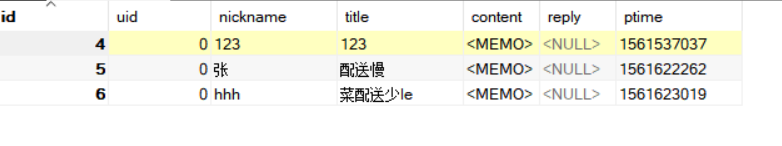 id uid nickname title content reply ptime
4 0 123 123 <MEMO> <NULL> 1561537037
5 0 张 配送慢 <MEMO> <NULL> 1561622262
6 0 hhh 菜配送少le <MEMO> <NULL> 1561623019